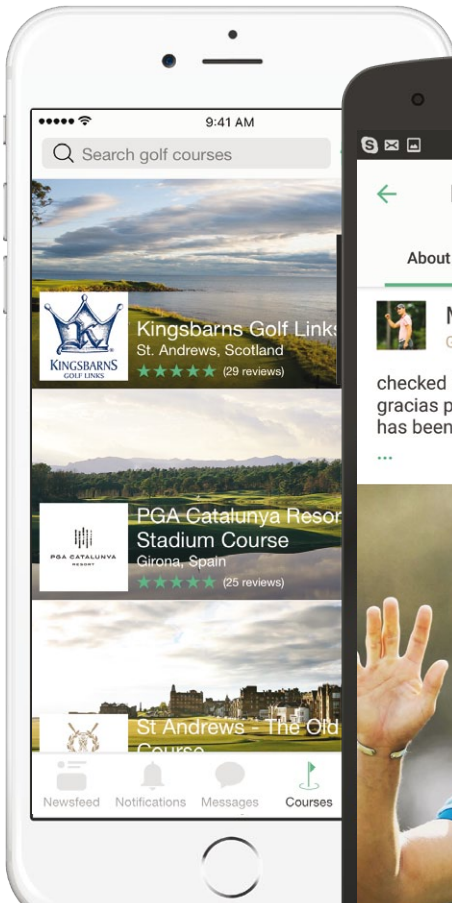 9:41 AM
Search golf courses
KINGSBARNS
GOLF LINKS
Kingsbarns Golf Links
St. Andrews, Scotland
(29 reviews)
PGA CATALUNYA
RESORT
PGA Catalunya Resor
Stadium Course
Girona, Spain
(25 reviews)
St Andrews - The Old
Course
Newsfeed Notifications Messages Courses
About
checked
gracias p
has been
...